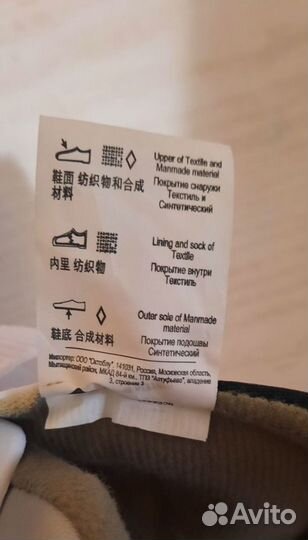 鞋面 纺织物和合成
材料
Upper of Textile and
Manmade material
Покрытие снаружи
Текстиль и
Синтетический
内里 纺织物
Lining and sock of
Textile
Покрытие внутри
Текстиль
鞋底 合成材料
Outer sole of Manmade
material
Покрытие подошвы
Синтетический
Импортер: ООО "Октоблу", 141031, Россия, Московская область,
Мытищинский район, МКАД 84-й км., ТПЗ "Алтуфьево", владение
3, строение 3
Avito